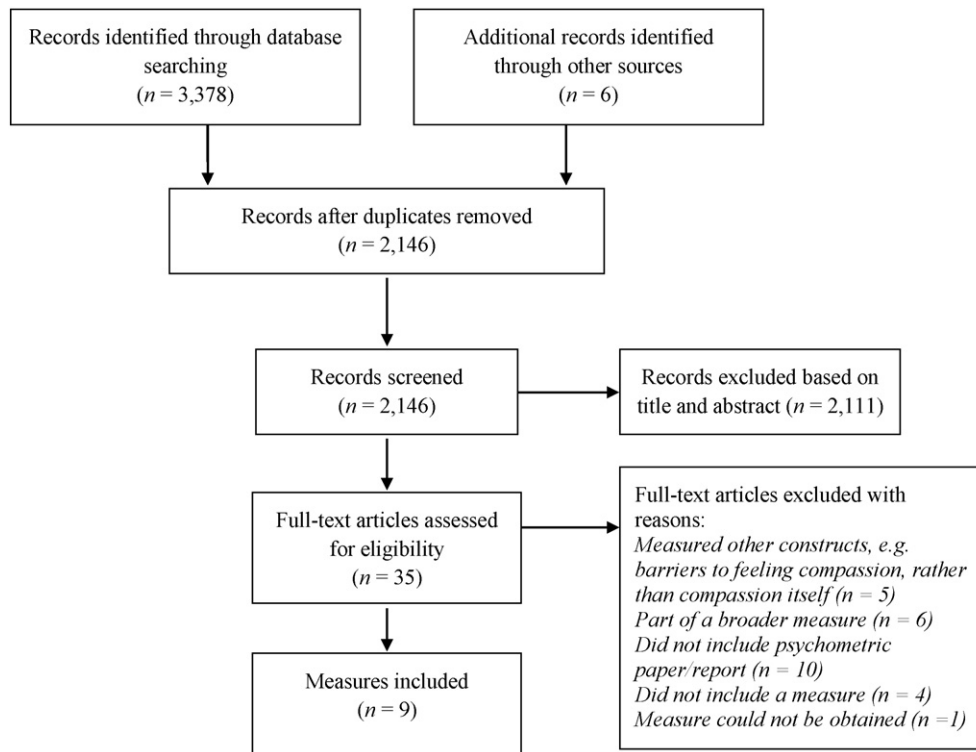 Records identified through database
searching
(n = 3,378)
Additional records identified
through other sources
(n = 6)
Records after duplicates removed
(n = 2,146)
Records screened
(n = 2,146)
Records excluded based on
title and abstract (n = 2,111)
Full-text articles assessed
for eligibility
(n = 35)
Full-text articles excluded with
reasons:
Measured other constructs, e.g.
barriers to feeling compassion, rather
than compassion itself (n = 5)
Part of a broader measure (n = 6)
Did not include psychometric
paper/report (n = 10)
Did not include a measure (n = 4)
Measure could not be obtained (n =1)
Measures included
(n = 9)